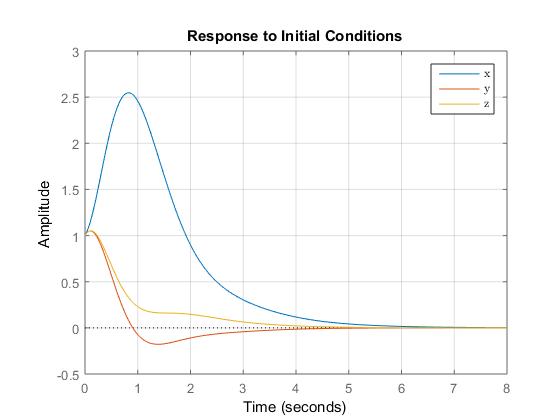 Response to Initial Conditions
3
2.5
2
1.5
1
0.5
0
-0.5
Amplitude
x
y
z
0 1 2 3 4 5 6 7 8
Time (seconds)